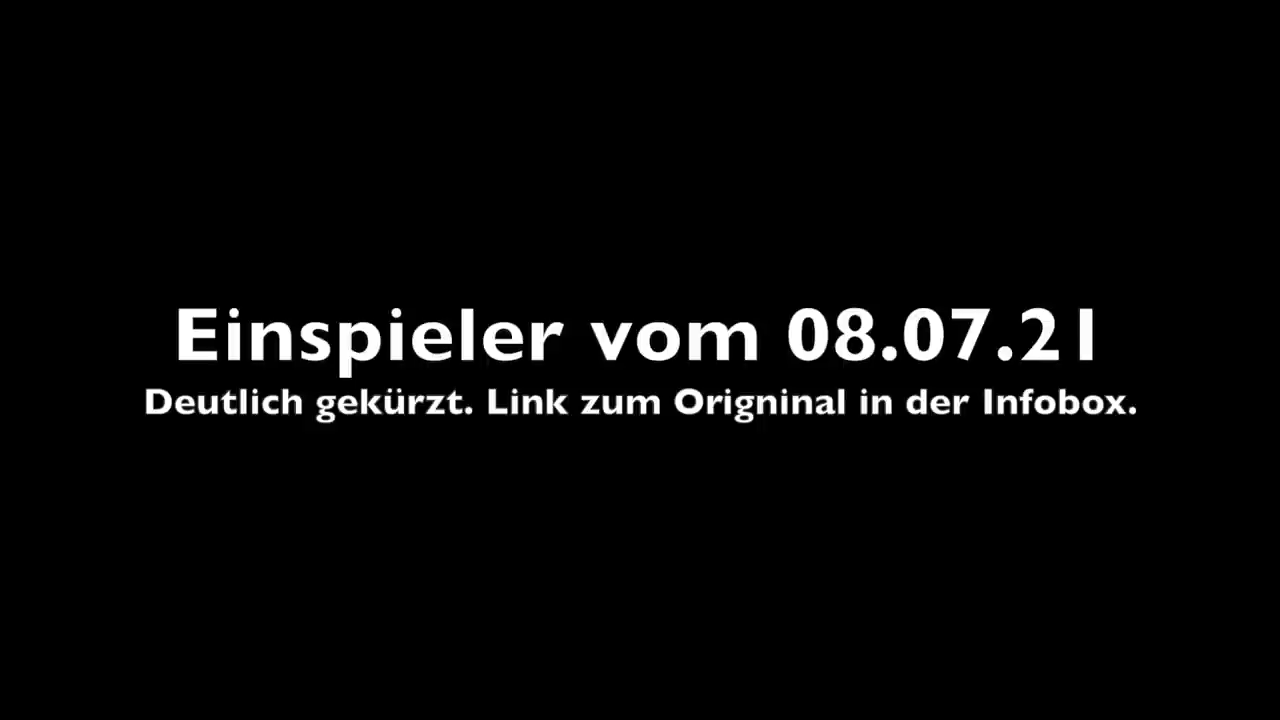 Einspieler vom 08.07.21
Deutlich gekürzt. Link zum Origninal in der Infobox.